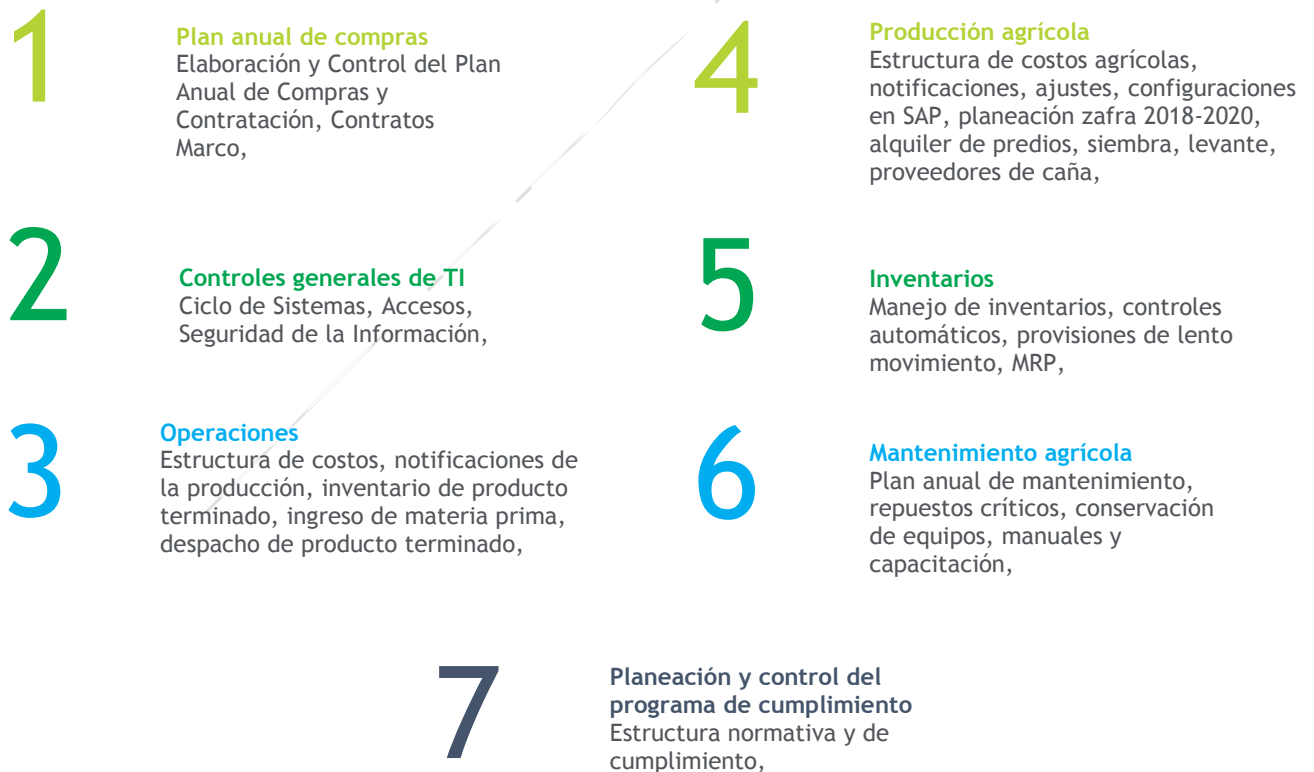 1
Plan anual de compras
Elaboración y Control del Plan
Anual de Compras y
Contratación, Contratos
Marco,
2
Controles generales de TI
Ciclo de Sistemas, Accesos,
Seguridad de la Información,
3
Operaciones
Estructura de costos, notificaciones de
la producción, inventario de producto
terminado, ingreso de materia prima,
despacho de producto terminado,
4
Producción agrícola
Estructura de costos agrícolas,
notificaciones, ajustes, configuraciones
en SAP, planeación zafra 2018-2020,
alquiler de predios, siembra, levante,
proveedores de caña,
5
Inventarios
Manejo de inventarios, controles
automáticos, provisiones de lento
movimiento, MRP,
6
Mantenimiento agrícola
Plan anual de mantenimiento,
repuestos críticos, conservación
de equipos, manuales y
capacitación,
7
Planeación y control del
programa de cumplimiento
Estructura normativa y de
cumplimiento,